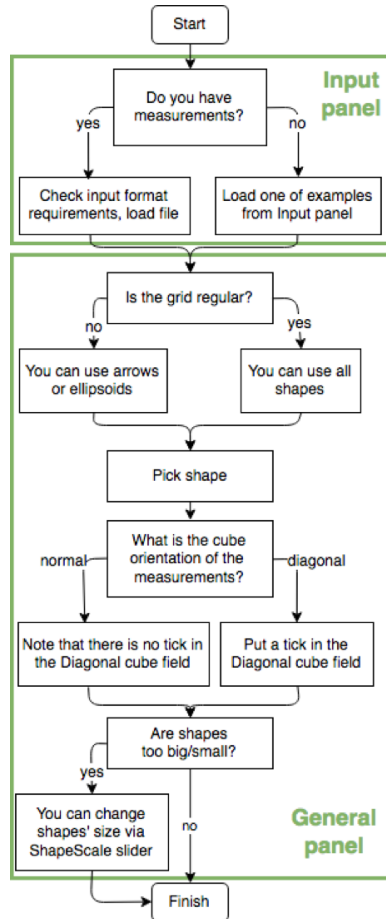 Start
Input
panel
Do you have
measurements?
yes
no
Check input format
requirements, load file
Load one of examples
from Input panel
Is the grid regular?
no
yes
You can use arrows
or ellipsoids
You can use all
shapes
Pick shape
What is the cube
orientation of the
measurements?
normal
diagonal
Note that there is no tick in
the Diagonal cube field
Put a tick in the
Diagonal cube field
Are shapes
too big/small?
yes
no
You can change
shapes' size via
ShapeScale slider
General
panel
Finish